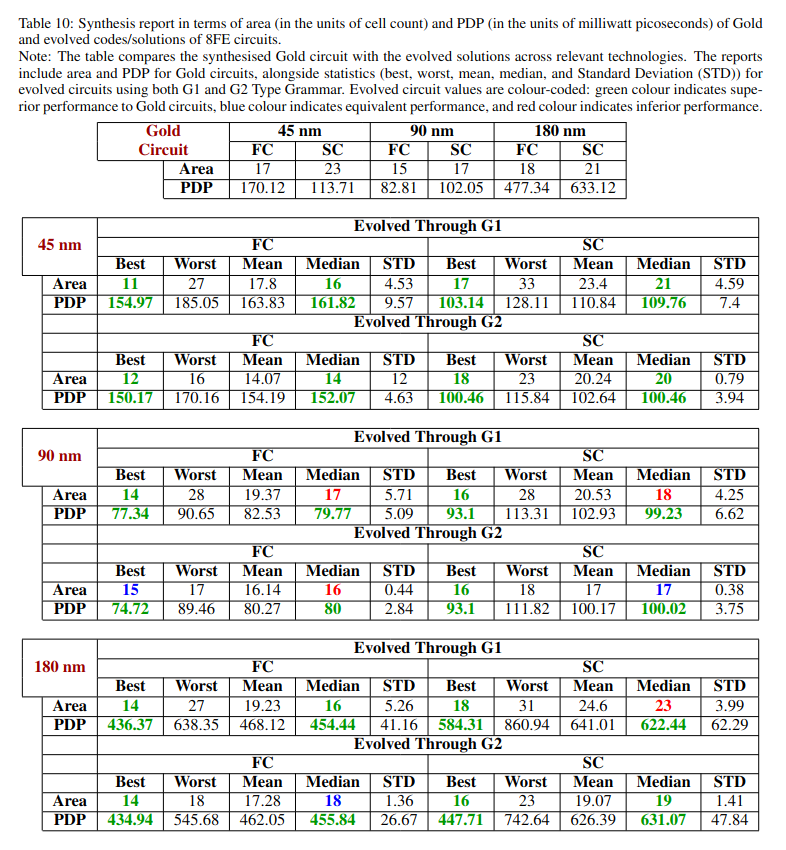 Table 10: Synthesis report in terms of area (in the units of cell count) and PDP (in the units of milliwatt picoseconds) of Gold
and evolved codes/solutions of 8FE circuits.
Note: The table compares the synthesised Gold circuit with the evolved solutions across relevant technologies. The reports
include area and PDP for Gold circuits, alongside statistics (best, worst, mean, median, and Standard Deviation (STD)) for
evolved circuits using both G1 and G2 Type Grammar. Evolved circuit values are colour-coded: green colour indicates supe-
rior performance to Gold circuits, blue colour indicates equivalent performance, and red colour indicates inferior performance.
Gold 45 nm 90 nm 180 nm
Circuit FC SC FC SC FC SC
Area 17 23 15 17 18 21
PDP 170.12 113.71 82.81 102.05 477.34 633.12
Evolved Through G1
45 nm FC SC
Best Worst Mean Median STD Best Worst Mean Median STD
Area 11 27 17.8 16 4.53 17 33 23.4 21 4.59
PDP 154.97 185.05 163.83 161.82 9.57 103.14 128.11 110.84 109.76 7.4
Evolved Through G2
FC SC
Best Worst Mean Median STD Best Worst Mean Median STD
Area 12 16 14.07 14 12 18 23 20.24 20 0.79
PDP 150.17 170.16 154.19 152.07 4.63 100.46 115.84 102.64 100.46 3.94
Evolved Through G1
90 nm FC SC
Best Worst Mean Median STD Best Worst Mean Median STD
Area 14 28 19.37 17 5.71 16 28 20.53 18 4.25
PDP 77.34 90.65 82.53 79.77 5.09 93.1 113.31 102.93 99.23 6.62
Evolved Through G2
FC SC
Best Worst Mean Median STD Best Worst Mean Median STD
Area 15 17 16.14 16 0.44 16 18 17 17 0.38
PDP 74.72 89.46 80.27 80 2.84 93.1 111.82 100.17 100.02 3.75
Evolved Through G1
180 nm FC SC
Best Worst Mean Median STD Best Worst Mean Median STD
Area 14 27 19.23 16 5.26 18 31 24.6 23 3.99
PDP 436.37 638.35 468.12 454.44 41.16 584.31 860.94 641.01 622.44 62.29
Evolved Through G2
FC SC
Best Worst Mean Median STD Best Worst Mean Median STD
Area 14 18 17.28 18 1.36 16 23 19.07 19 1.41
PDP 434.94 545.68 462.05 455.84 26.67 447.71 742.64 626.39 631.07 47.84